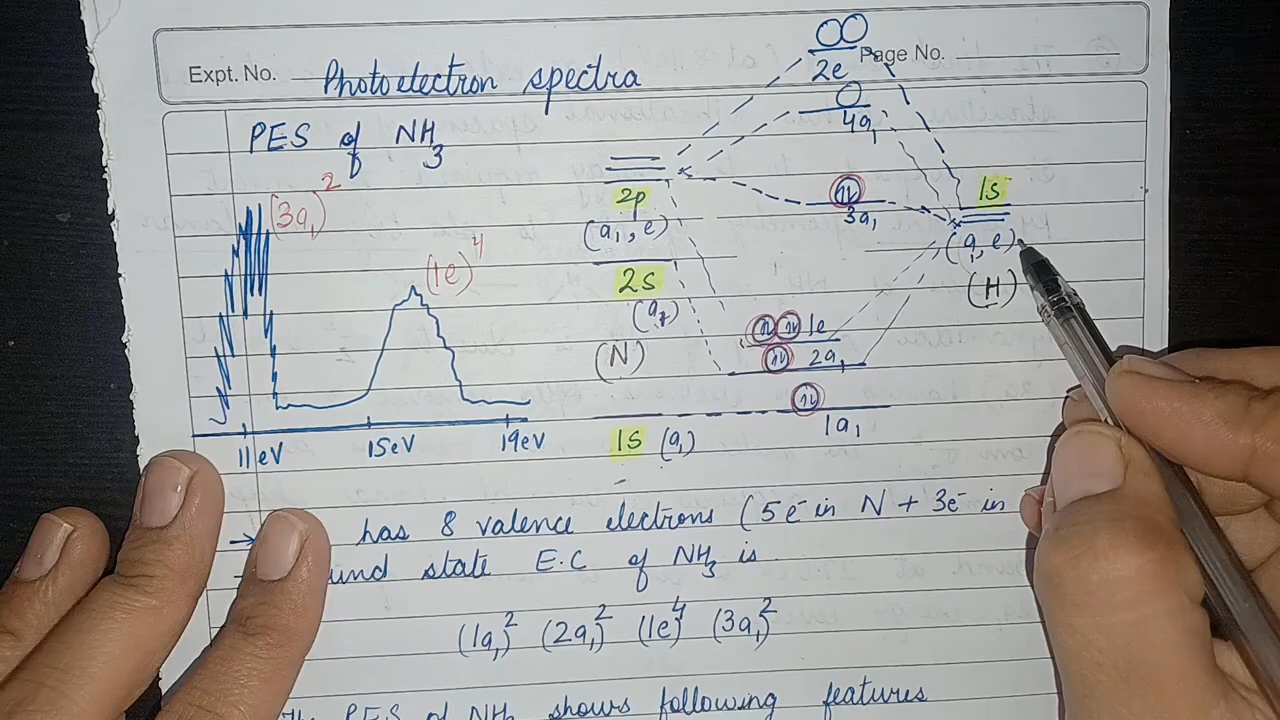 Expt. No.
Photoelectron spectra
Page No.
PES of NH3
(3a1)2
(1e)4
11eV
15eV
19eV
2e
4a1
2p
(a1, e)
3a1
1s
(a1, e)
(H)
2s
(a1)
(N)
1e
2a1
1s (a1)
1a1
→ has 8 valence electrons (5e- in N + 3e- in
und state E.C of NH3 is
(1a1)2 (2a1)2 (1e)4 (3a1)2
The PES of NH3 shows following features